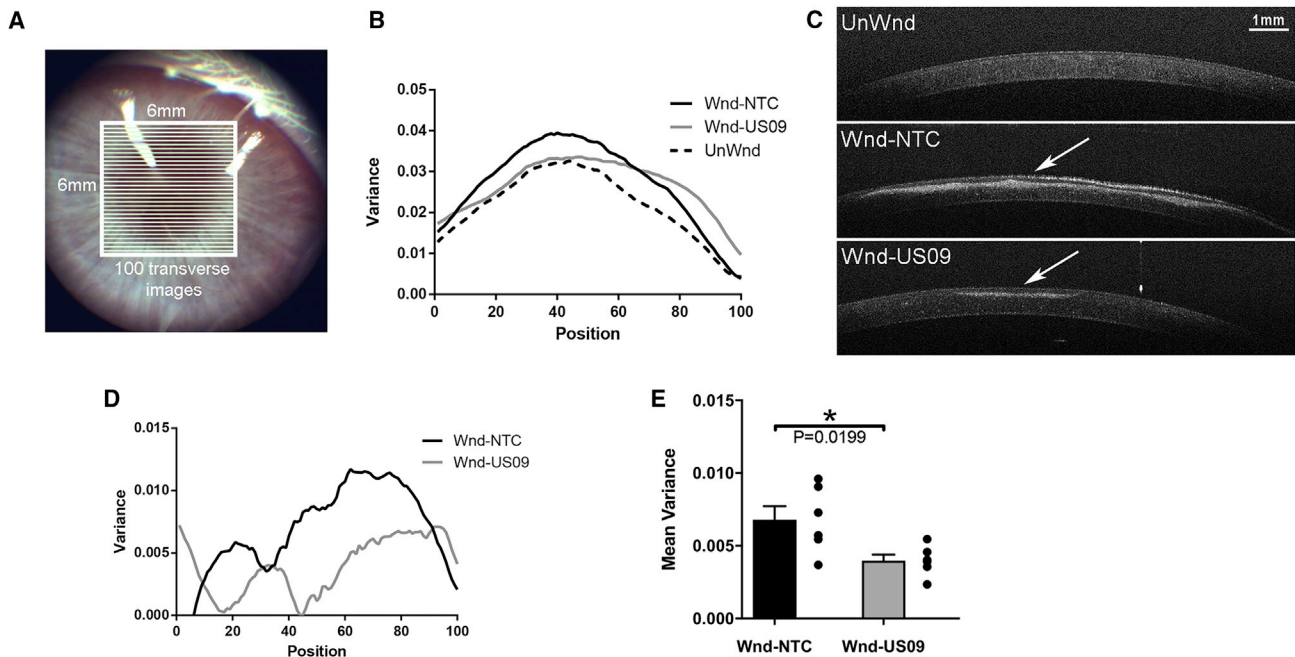 A
6mm
6mm
100 transverse
images
B
0.05
0.04
0.03
0.02
0.01
0.00
Variance
0 20 40 60 80 100
Position
Wnd-NTC
Wnd-US09
UnWnd
C
UnWnd
1mm
Wnd-NTC
Wnd-US09
D
0.015
0.010
0.005
0.000
Variance
0 20 40 60 80 100
Position
Wnd-NTC
Wnd-US09
E
0.015
0.010
0.005
0.000
Mean Variance
*
P=0.0199
Wnd-NTC Wnd-US09